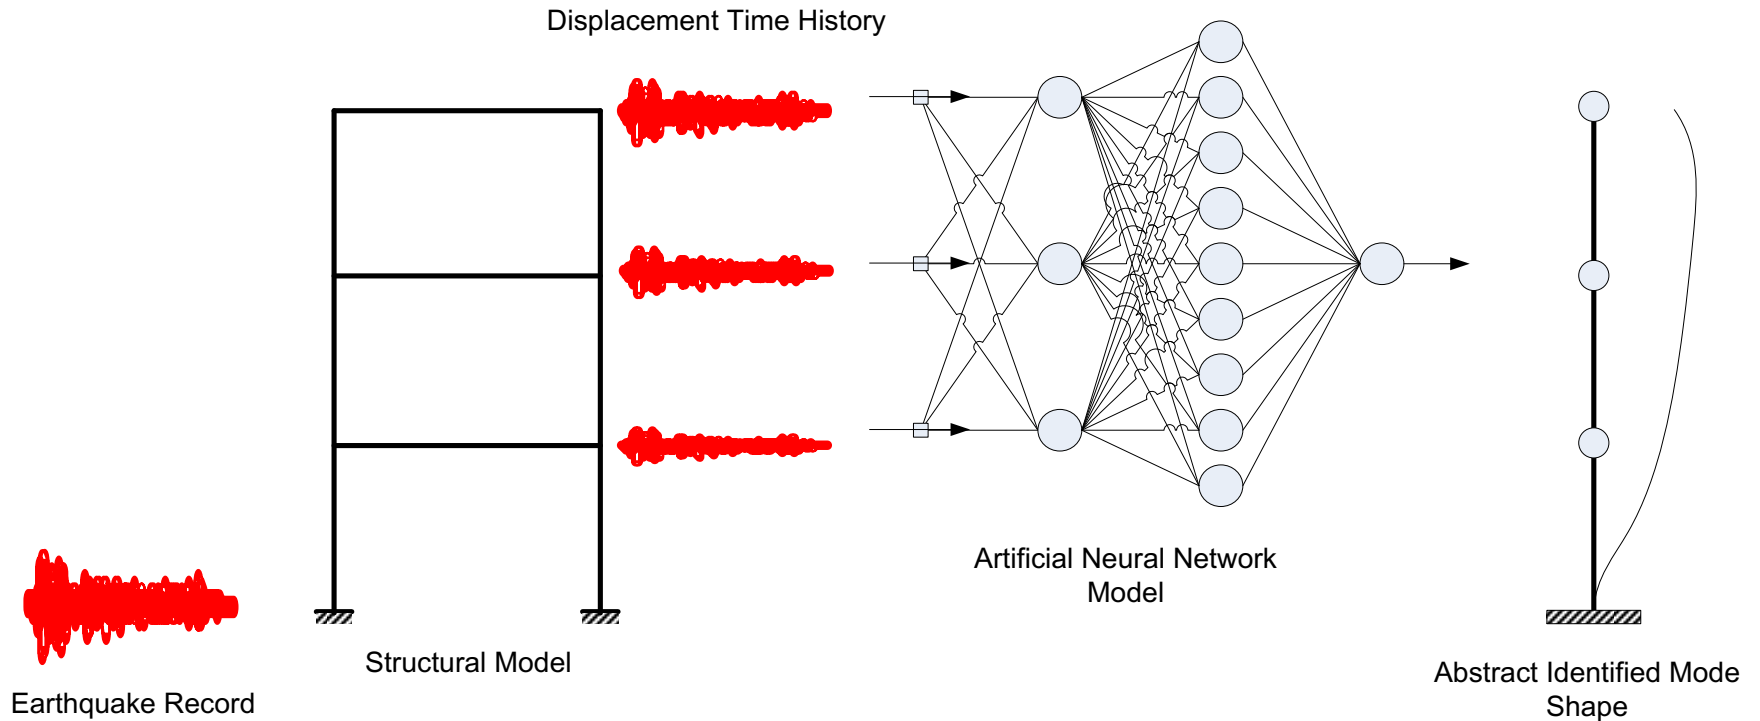 Displacement Time History
Artificial Neural Network
Model
Structural Model
Earthquake Record
Abstract Identified Mode
Shape